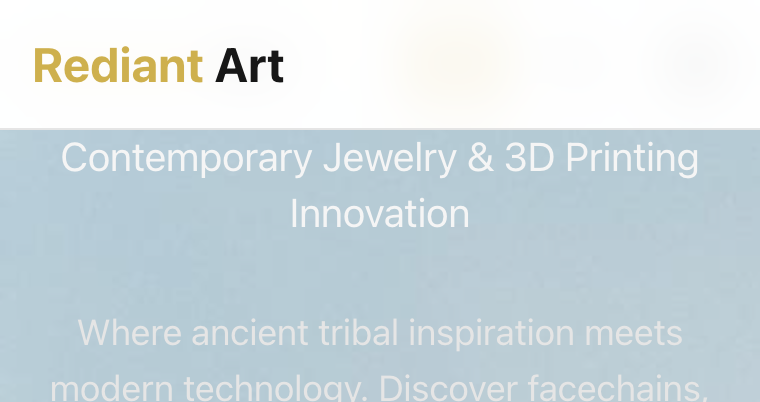 Rediant Art
Contemporary Jewelry & 3D Printing
Innovation
Where ancient tribal inspiration meets
modern technology. Discover facechains,